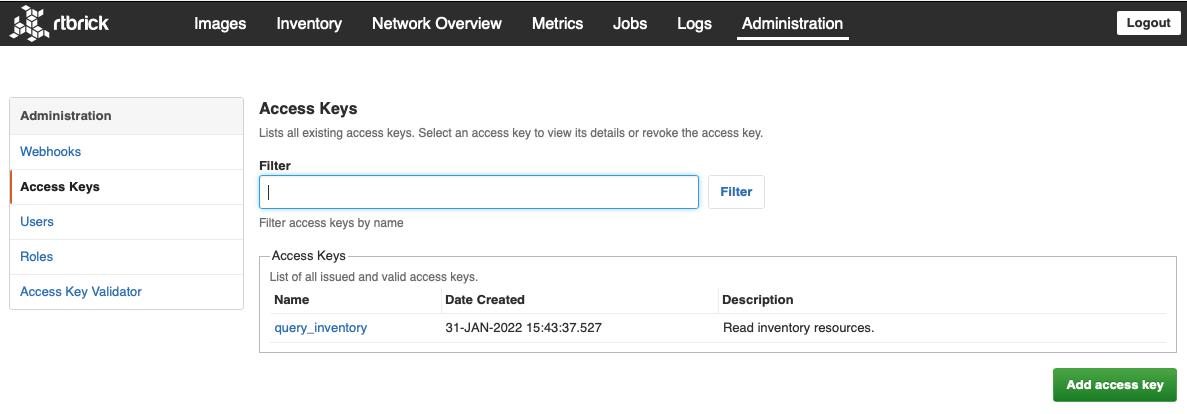 rtbrick Images Inventory Network Overview Metrics Jobs Logs Administration Logout
Administration
Webhooks
Access Keys
Users
Roles
Access Key Validator
Access Keys
Lists all existing access keys. Select an access key to view its details or revoke the access key.
Filter
Filter
Filter access keys by name
Access Keys
List of all issued and valid access keys.
Name Date Created Description
query_inventory 31-JAN-2022 15:43:37.527 Read inventory resources.
Add access key